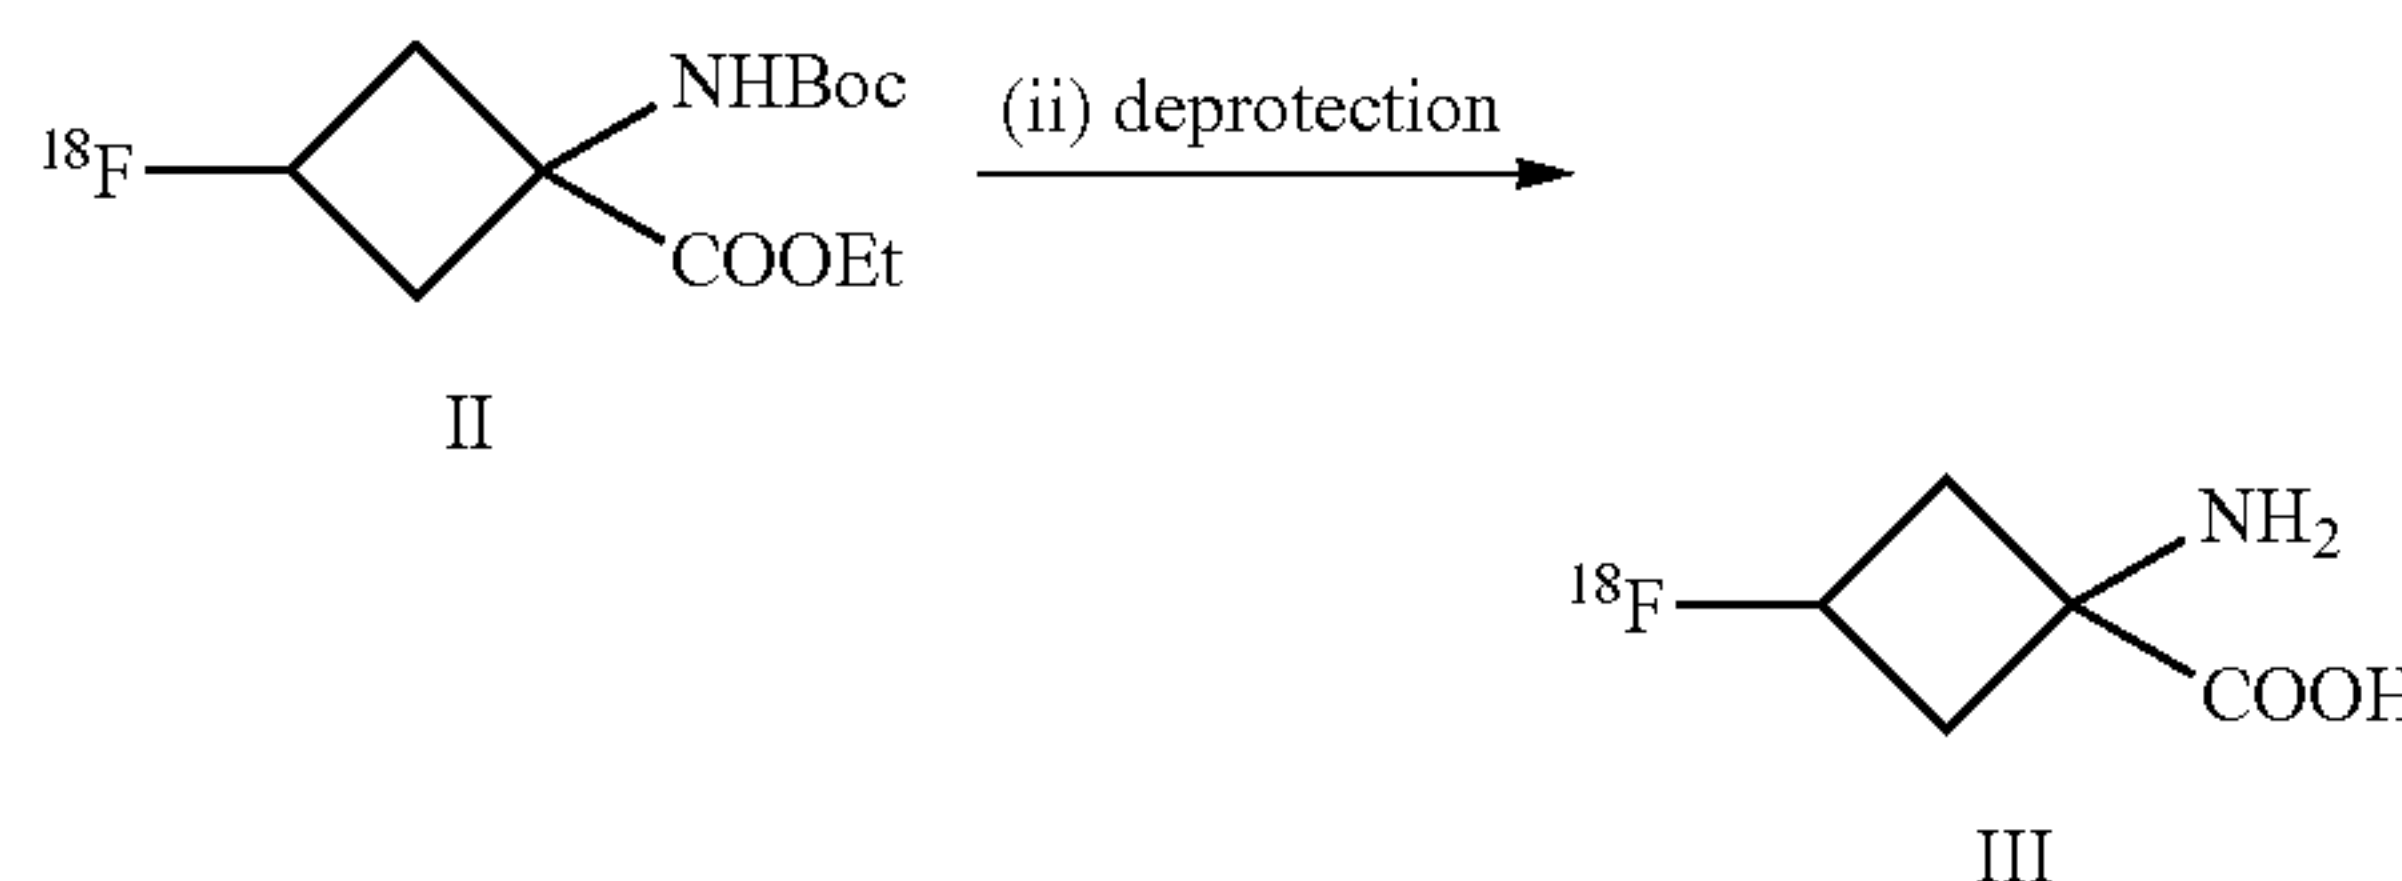 NHBoc
(ii) deprotection
¹⁸F
COOEt
II
NH₂
¹⁸F
COOH
III